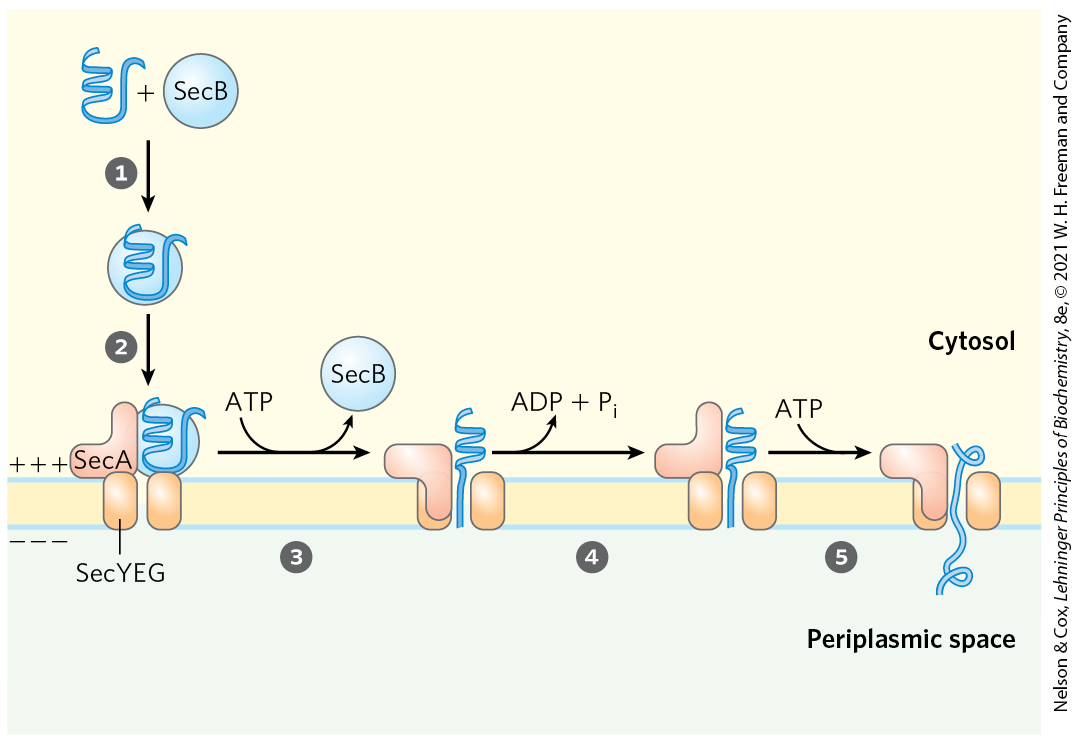 +
SecB
1
2
SecB
Cytosol
ATP
ADP + Pi
ATP
+++
SecA
– – –
3
4
5
SecYEG
Periplasmic space
Nelson & Cox, Lehninger Principles of Biochemistry, 8e, © 2021 W. H. Freeman and Company